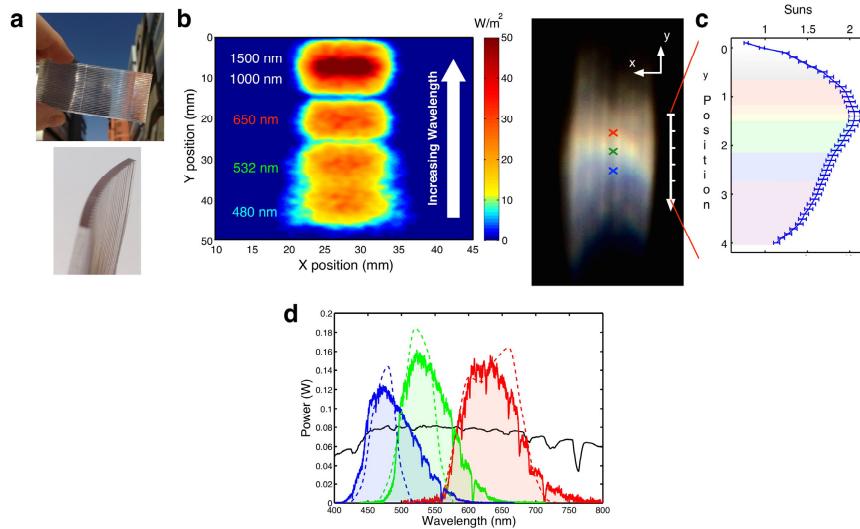 a
b
W/m²
0
10
20
30
40
50
Y position (mm)
1500 nm
1000 nm
650 nm
532 nm
480 nm
Increasing Wavelength
10 15 20 25 30 35 40 45
X position (mm)
50
40
30
20
10
0
y
x
c
Suns
1 2
0
1
2
3
4
y Position
d
0.2
0.18
0.16
0.14
0.12
0.1
0.08
0.06
0.04
0.02
0
Power (W)
400 450 500 550 600 650 700 750 800
Wavelength (nm)